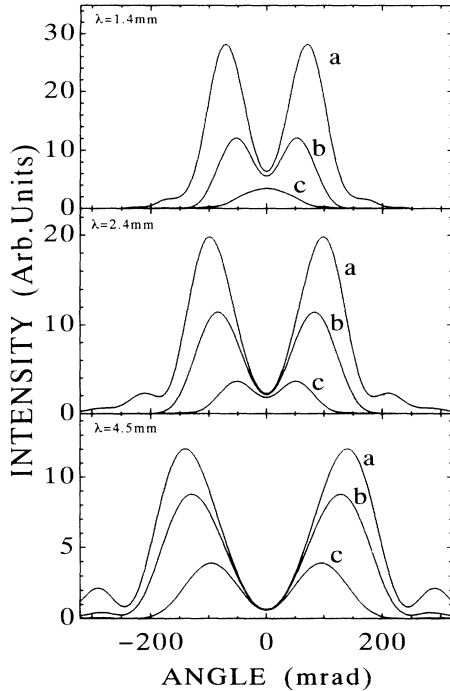 λ=1.4mm
30
20
10
0
a
b
c
λ=2.4mm
20
10
0
a
b
c
λ=4.5mm
10
5
0
a
b
c
−200
0
200
ANGLE (mrad)
INTENSITY (Arb.Units)